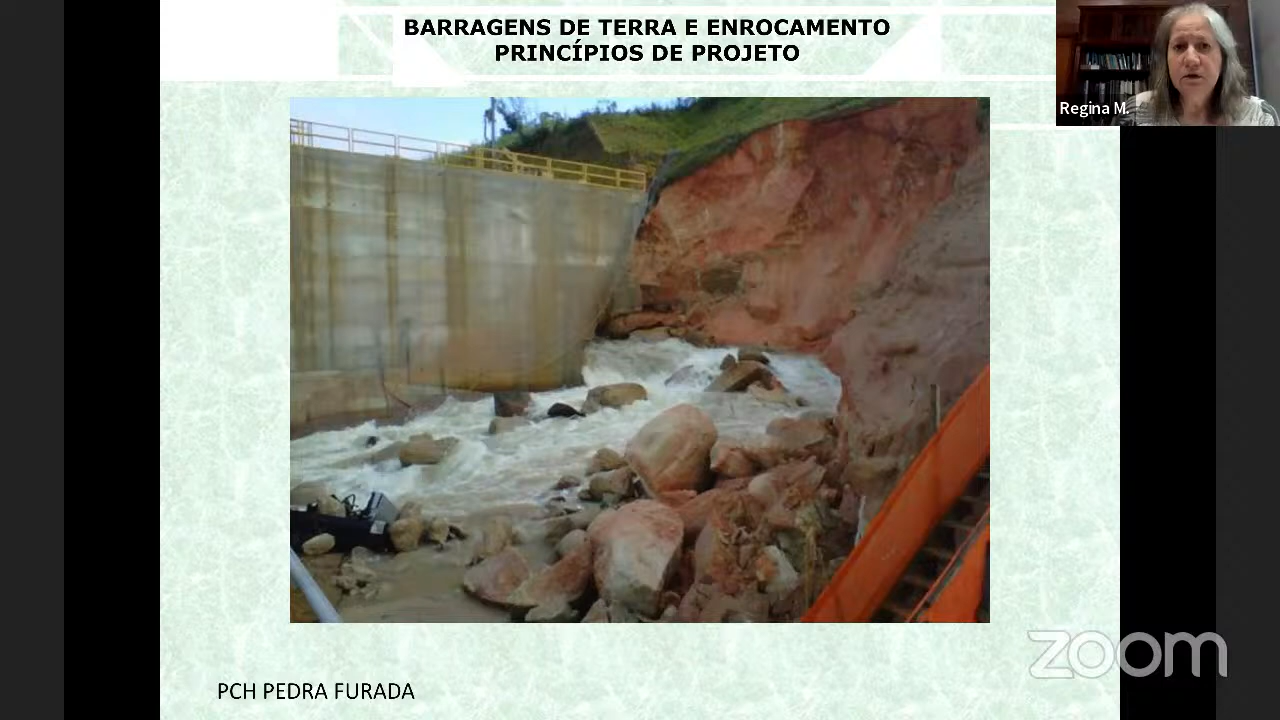 BARRAGENS DE TERRA E ENROCAMENTO
PRINCÍPIOS DE PROJETO
Regina M.
zoom
PCH PEDRA FURADA